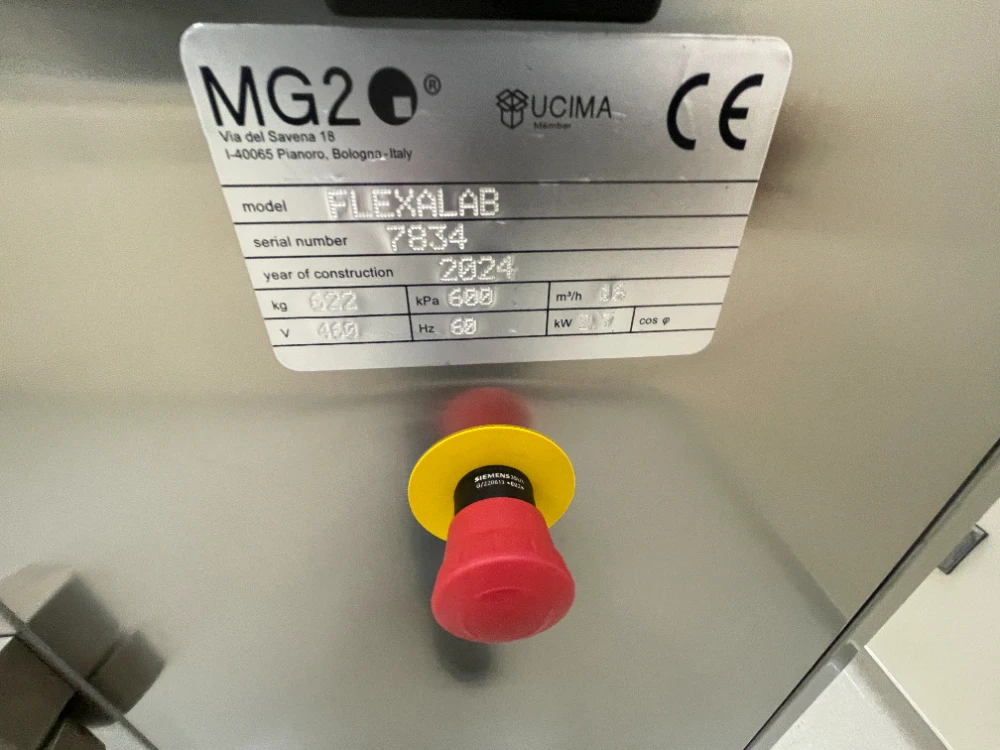 MG2 ®
UCIMA
Member
CE
Via del Savena 18
I-40065 Pianoro, Bologna-Italy
model FLEXALAB
serial number 7834
year of construction 2024
kg 622 kPa 600 m³/h
V 460 Hz 60 kW cos φ
SIEMENS